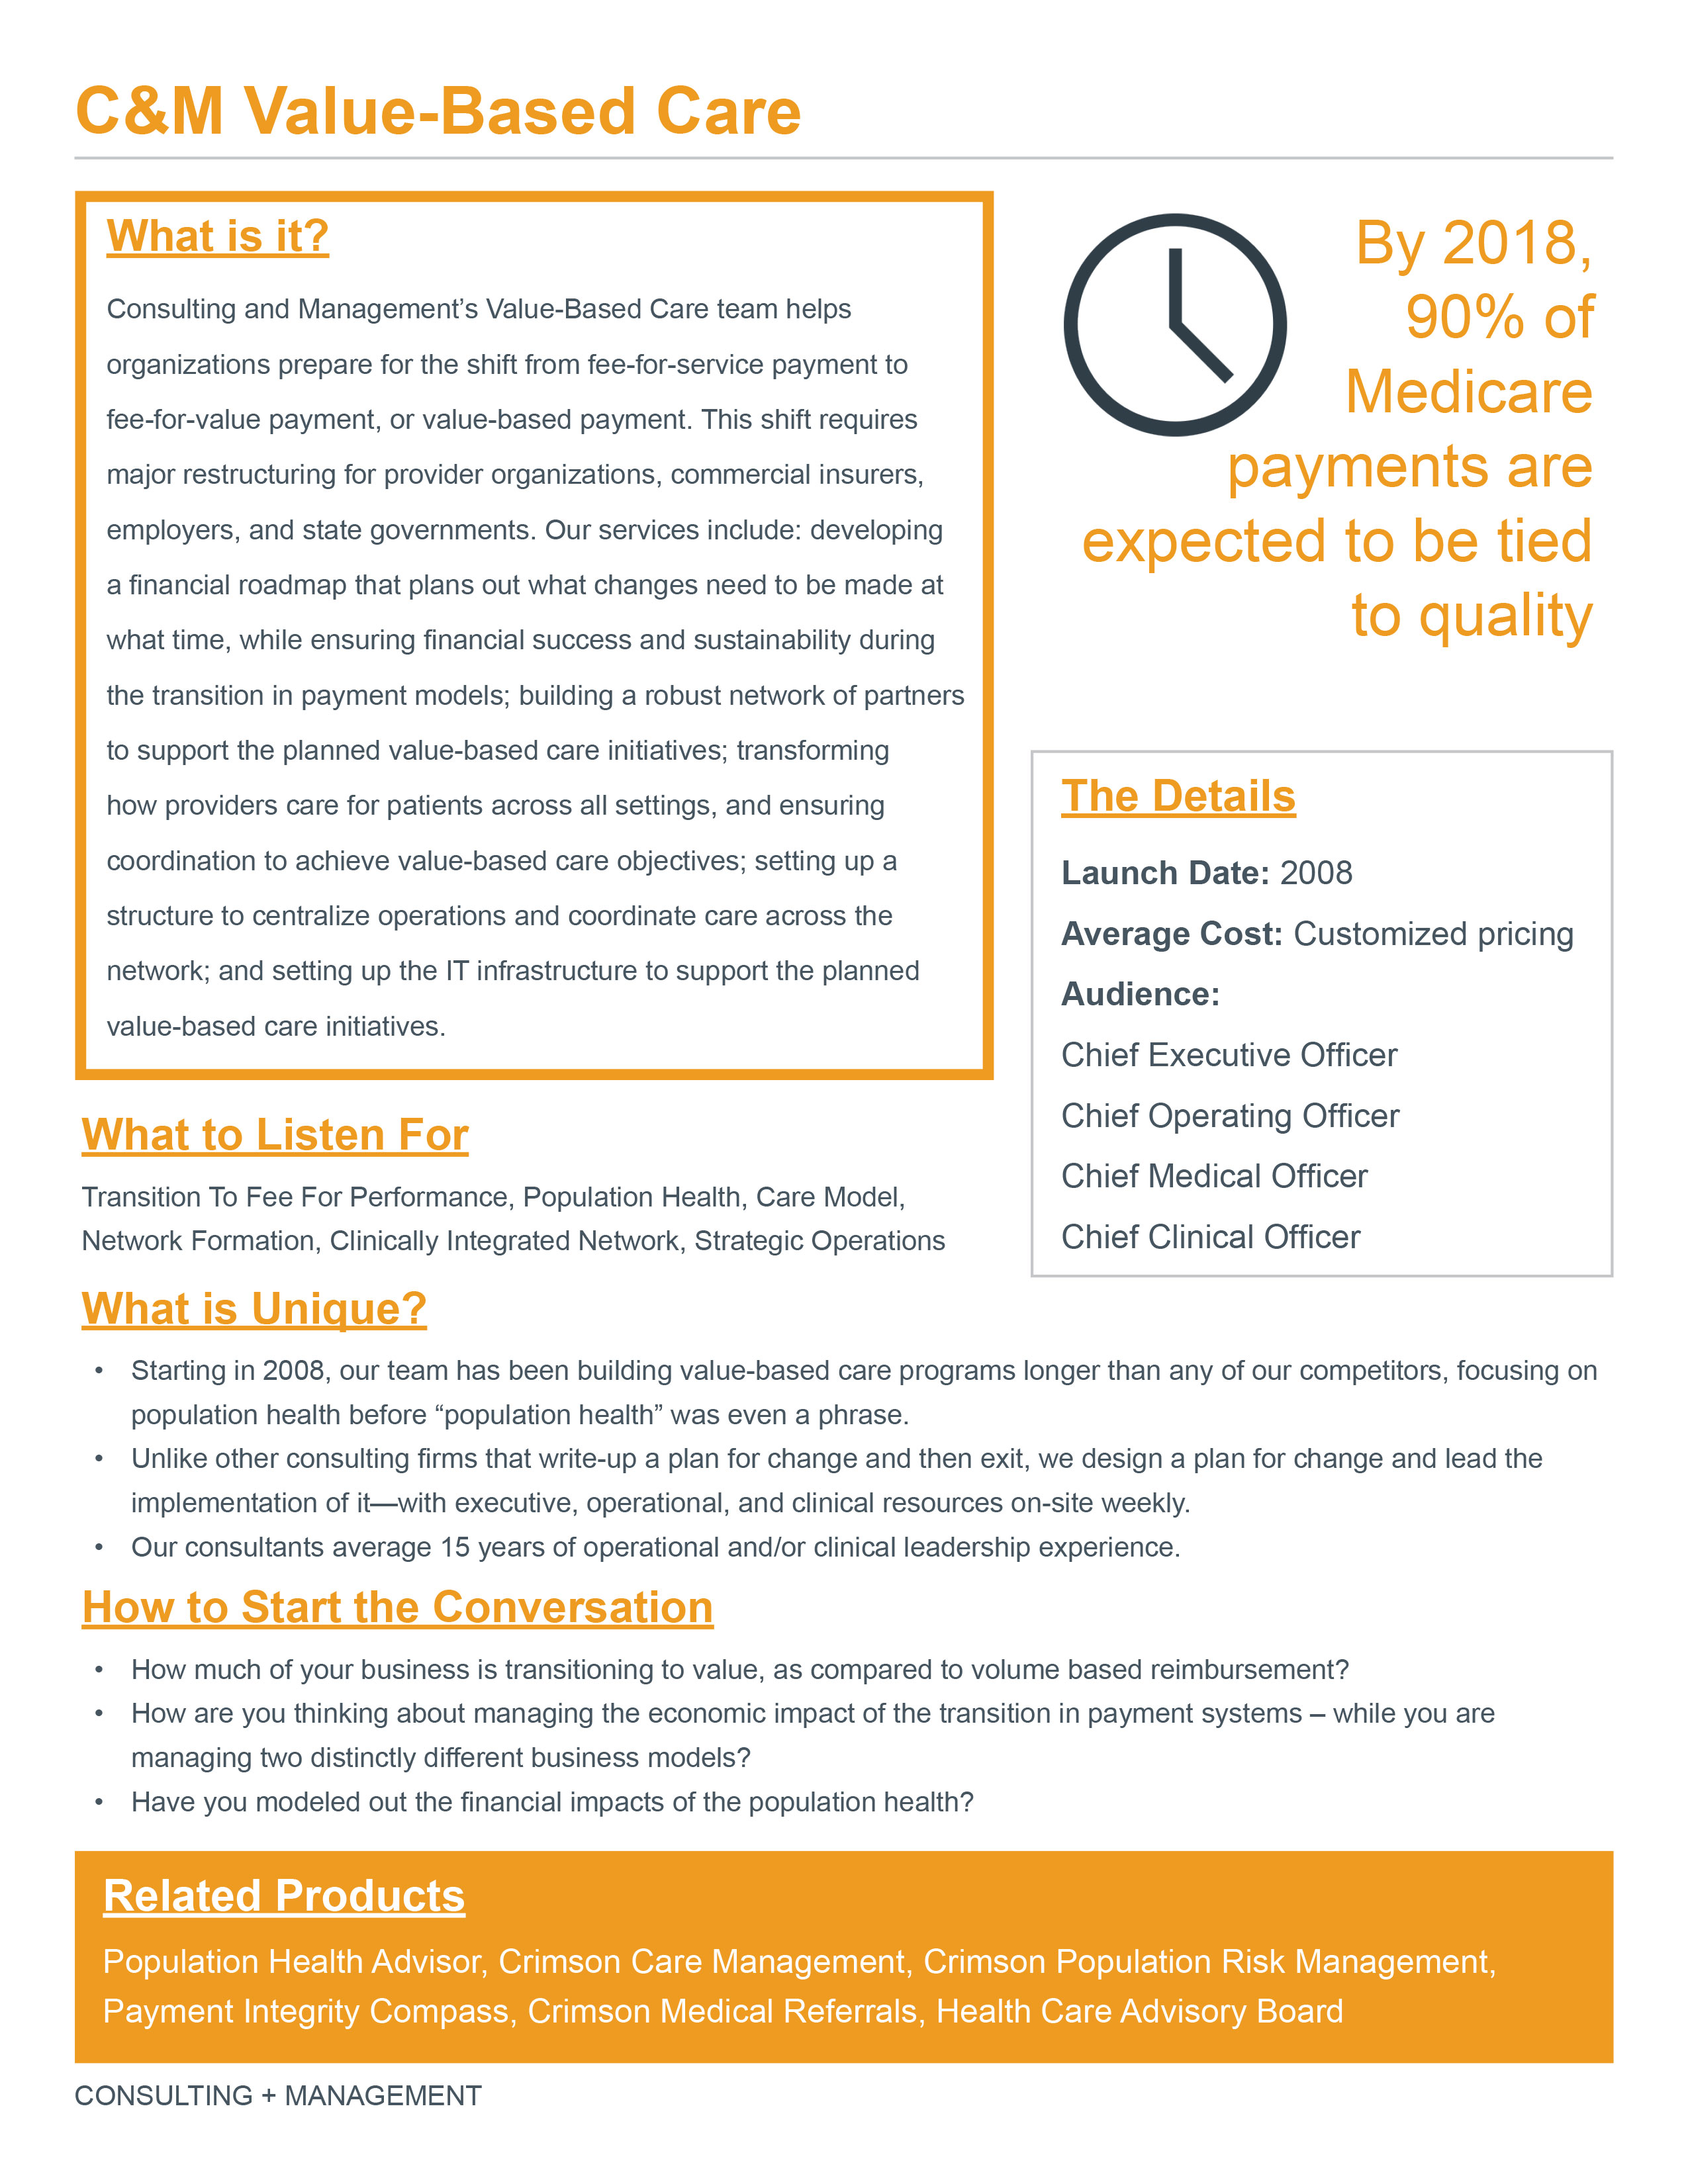 C&M Value-Based Care
What is it?
Consulting and Management’s Value-Based Care team helps
organizations prepare for the shift from fee-for-service payment to
fee-for-value payment, or value-based payment. This shift requires
major restructuring for provider organizations, commercial insurers,
employers, and state governments. Our services include: developing
a financial roadmap that plans out what changes need to be made at
what time, while ensuring financial success and sustainability during
the transition in payment models; building a robust network of partners
to support the planned value-based care initiatives; transforming
how providers care for patients across all settings, and ensuring
coordination to achieve value-based care objectives; setting up a
structure to centralize operations and coordinate care across the
network; and setting up the IT infrastructure to support the planned
value-based care initiatives.
By 2018,
90% of
Medicare
payments are
expected to be tied
to quality
The Details
Launch Date: 2008
Average Cost: Customized pricing
Audience:
Chief Executive Officer
Chief Operating Officer
Chief Medical Officer
Chief Clinical Officer
What to Listen For
Transition To Fee For Performance, Population Health, Care Model,
Network Formation, Clinically Integrated Network, Strategic Operations
What is Unique?
• Starting in 2008, our team has been building value-based care programs longer than any of our competitors, focusing on
population health before “population health” was even a phrase.
• Unlike other consulting firms that write-up a plan for change and then exit, we design a plan for change and lead the
implementation of it—with executive, operational, and clinical resources on-site weekly.
• Our consultants average 15 years of operational and/or clinical leadership experience.
How to Start the Conversation
• How much of your business is transitioning to value, as compared to volume based reimbursement?
• How are you thinking about managing the economic impact of the transition in payment systems – while you are
managing two distinctly different business models?
• Have you modeled out the financial impacts of the population health?
Related Products
Population Health Advisor, Crimson Care Management, Crimson Population Risk Management,
Payment Integrity Compass, Crimson Medical Referrals, Health Care Advisory Board
CONSULTING + MANAGEMENT